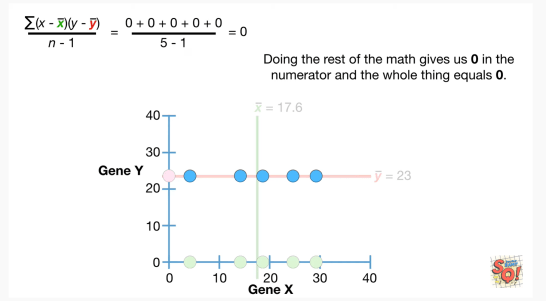 ∑(x - x̅)(y - y̅) / n - 1 = 0 + 0 + 0 + 0 + 0 / 5 - 1 = 0
Doing the rest of the math gives us 0 in the
numerator and the whole thing equals 0.
x̅ = 17.6
40
30
Gene Y
y̅ = 23
20
10
0
0 10 20 30 40
Gene X
SQ!